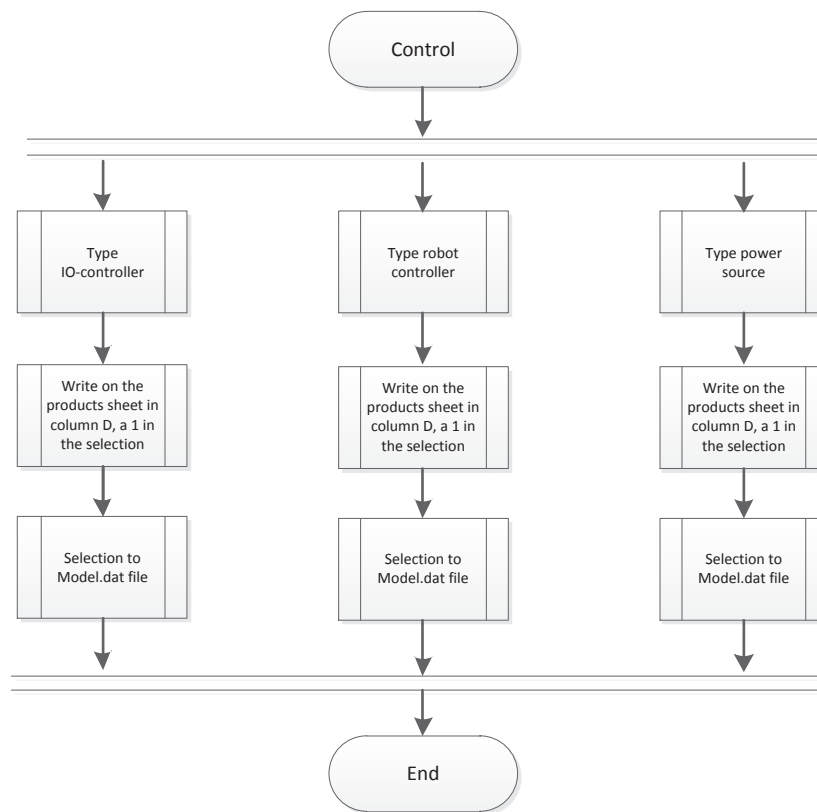 Control
Type
IO-controller
Type robot
controller
Type power
source
Write on the
products sheet in
column D, a 1 in
the selection
Write on the
products sheet in
column D, a 1 in
the selection
Write on the
products sheet in
column D, a 1 in
the selection
Selection to
Model.dat file
Selection to
Model.dat file
Selection to
Model.dat file
End